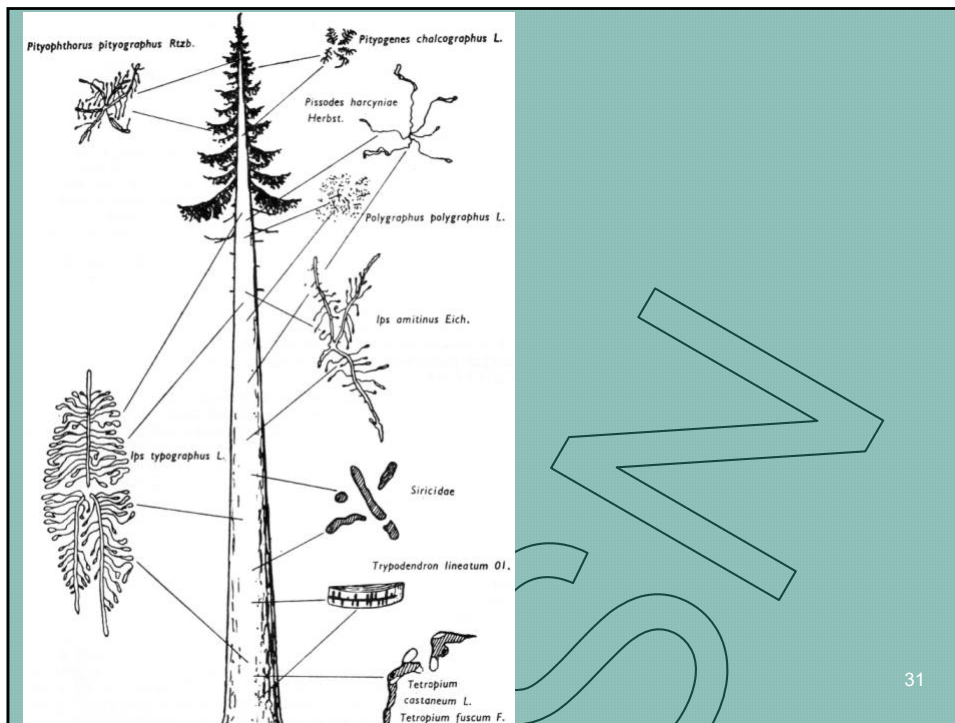 Pityophthorus pityographus Rtzb.
Pityogenes chalcographus L.
Pissodes harcyniae
Herbst.
Polygraphus polygraphus L.
Ips amitinus Eich.
Ips typographus L.
Siricidae
Trypodendron lineatum Ol.
Tetropium
castaneum L.
Tetropium fuscum F.
31